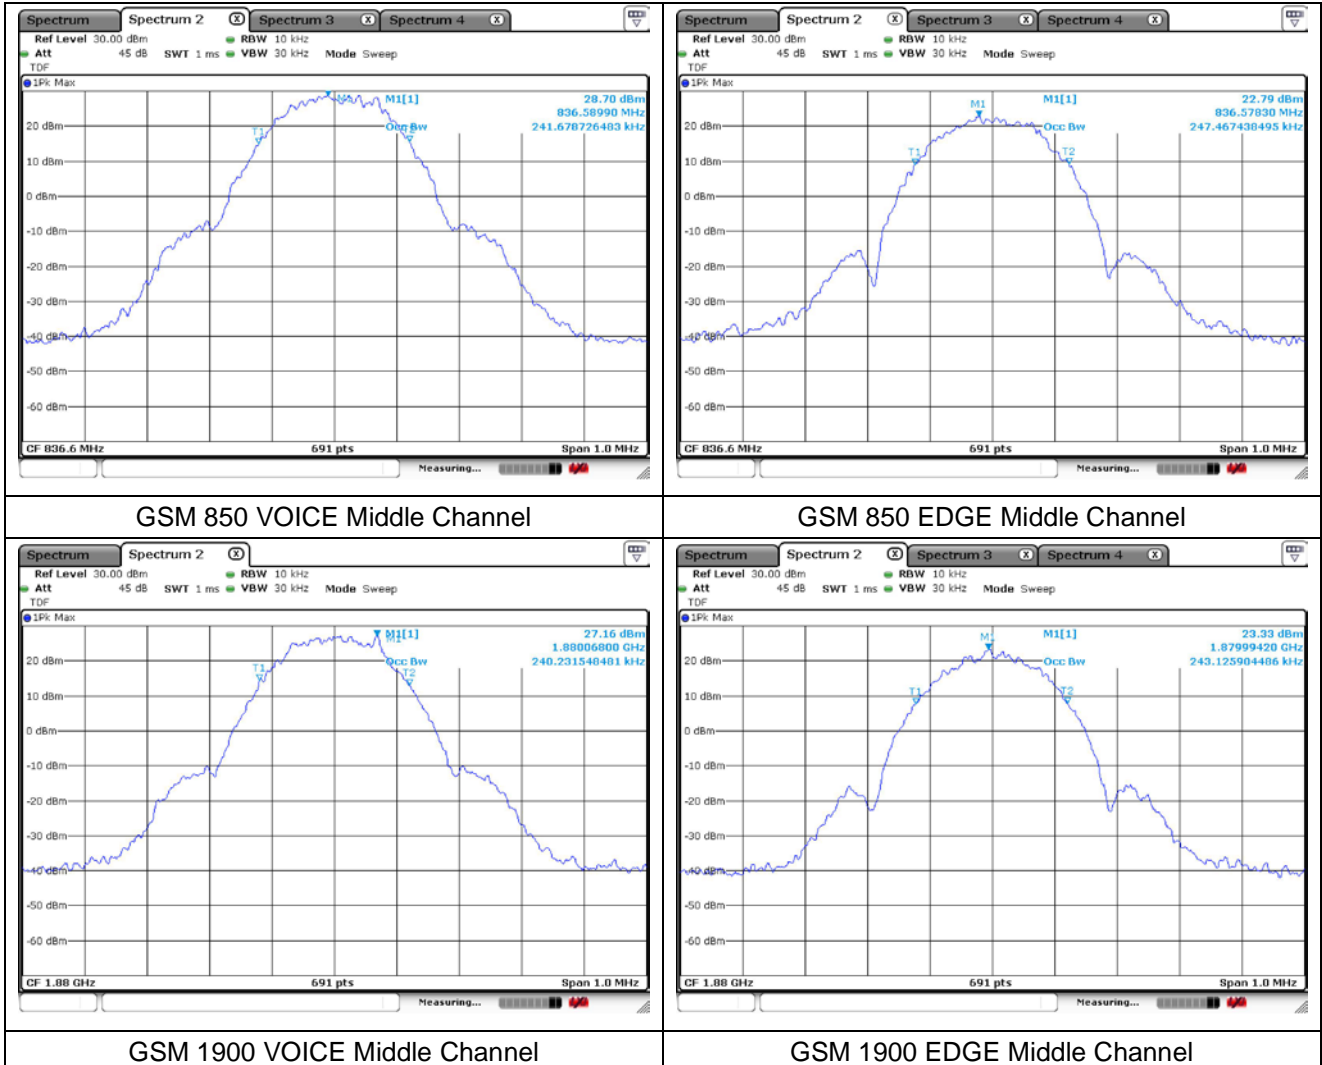 Spectrum Spectrum 2 Spectrum 3 Spectrum 4
Ref Level 30.00 dBm RBW 10 kHz
Att 45 dB SWT 1 ms VBW 30 kHz Mode Sweep
TDF
1Pk Max
M1[1] 28.70 dBm
836.58990 MHz
Occ Bw 241.678726483 kHz
M1
T1
T2
20 dBm
10 dBm
0 dBm
-10 dBm
-20 dBm
-30 dBm
-40 dBm
-50 dBm
-60 dBm
CF 836.6 MHz 691 pts Span 1.0 MHz
Measuring...
GSM 850 VOICE Middle Channel
Spectrum Spectrum 2 Spectrum 3 Spectrum 4
Ref Level 30.00 dBm RBW 10 kHz
Att 45 dB SWT 1 ms VBW 30 kHz Mode Sweep
TDF
1Pk Max
M1[1] 22.79 dBm
836.57830 MHz
Occ Bw 247.467438495 kHz
M1
T1
T2
20 dBm
10 dBm
0 dBm
-10 dBm
-20 dBm
-30 dBm
-40 dBm
-50 dBm
-60 dBm
CF 836.6 MHz 691 pts Span 1.0 MHz
Measuring...
GSM 850 EDGE Middle Channel
Spectrum Spectrum 2
Ref Level 30.00 dBm RBW 10 kHz
Att 45 dB SWT 1 ms VBW 30 kHz Mode Sweep
TDF
1Pk Max
M1[1] 27.16 dBm
1.88006800 GHz
Occ Bw 240.231548481 kHz
M1
T1
T2
20 dBm
10 dBm
0 dBm
-10 dBm
-20 dBm
-30 dBm
-40 dBm
-50 dBm
-60 dBm
CF 1.88 GHz 691 pts Span 1.0 MHz
Measuring...
GSM 1900 VOICE Middle Channel
Spectrum Spectrum 2 Spectrum 3 Spectrum 4
Ref Level 30.00 dBm RBW 10 kHz
Att 45 dB SWT 1 ms VBW 30 kHz Mode Sweep
TDF
1Pk Max
M1[1] 23.33 dBm
1.87999420 GHz
Occ Bw 243.125904486 kHz
M1
T1
T2
20 dBm
10 dBm
0 dBm
-10 dBm
-20 dBm
-30 dBm
-40 dBm
-50 dBm
-60 dBm
CF 1.88 GHz 691 pts Span 1.0 MHz
Measuring...
GSM 1900 EDGE Middle Channel